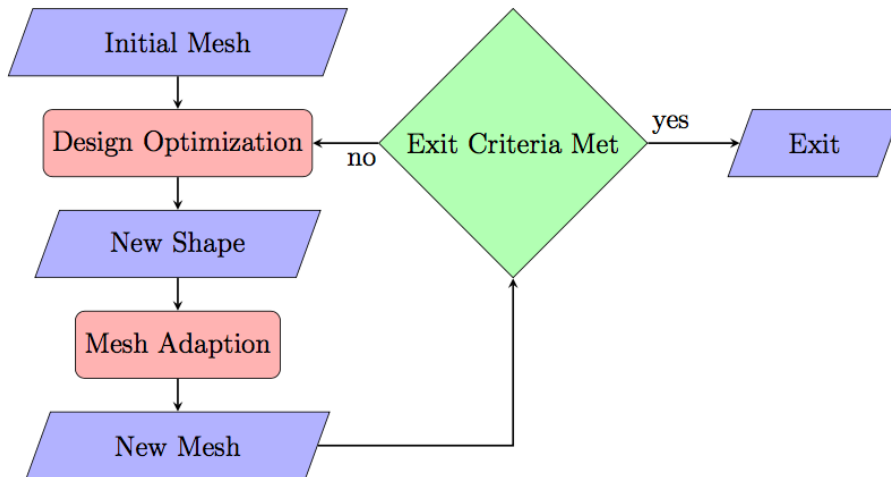 Initial Mesh
Design Optimization
New Shape
Mesh Adaption
New Mesh
Exit Criteria Met
no
yes
Exit